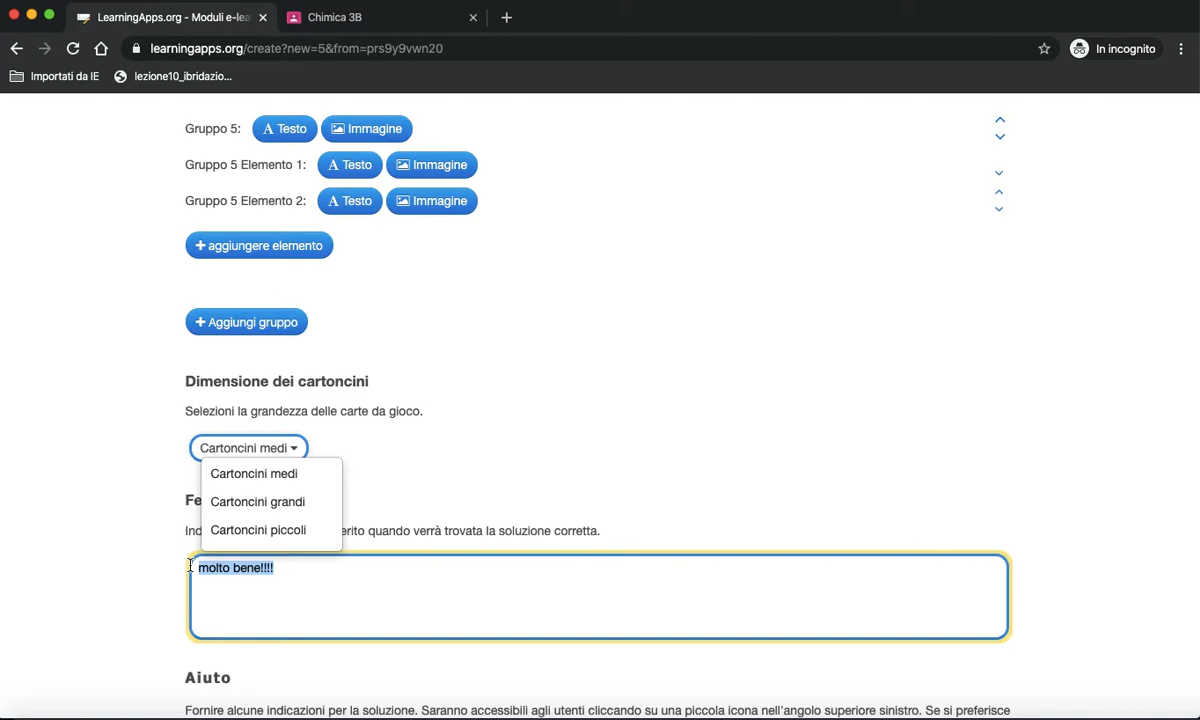 LearningApps.org - Moduli e-lea
Chimica 3B
learningapps.org/create?new=5&from=prs9y9vwn20
In incognito
Importati da IE
lezione10_ibridazio...
Gruppo 5:
A Testo
Immagine
Gruppo 5 Elemento 1:
A Testo
Immagine
Gruppo 5 Elemento 2:
A Testo
Immagine
+ aggiungere elemento
+ Aggiungi gruppo
Dimensione dei cartoncini
Selezioni la grandezza delle carte da gioco.
Cartoncini medi
Cartoncini medi
Cartoncini grandi
Cartoncini piccoli
Fe
Ind
erito quando verrà trovata la soluzione corretta.
molto bene!!!!
Aiuto
Fornire alcune indicazioni per la soluzione. Saranno accessibili agli utenti cliccando su una piccola icona nell'angolo superiore sinistro. Se si preferisce